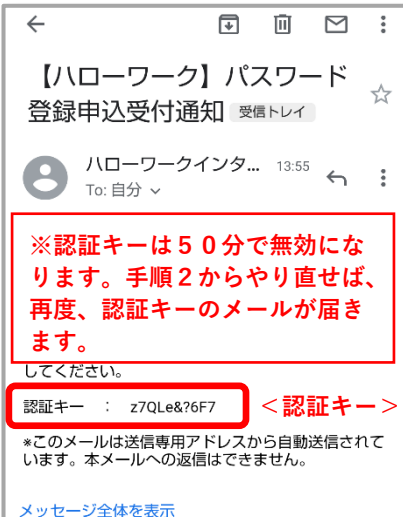 【ハローワーク】パスワード
登録申込受付通知 受信トレイ
ハローワークインタ... 13:55
To: 自分
※認証キーは５０分で無効にな
ります。手順２からやり直せば、
再度、認証キーのメールが届き
ます。
してください。
認証キー ： z7QLe&?6F7 ＜認証キー＞
*このメールは送信専用アドレスから自動送信されて
います。本メールへの返信はできません。
メッセージ全体を表示